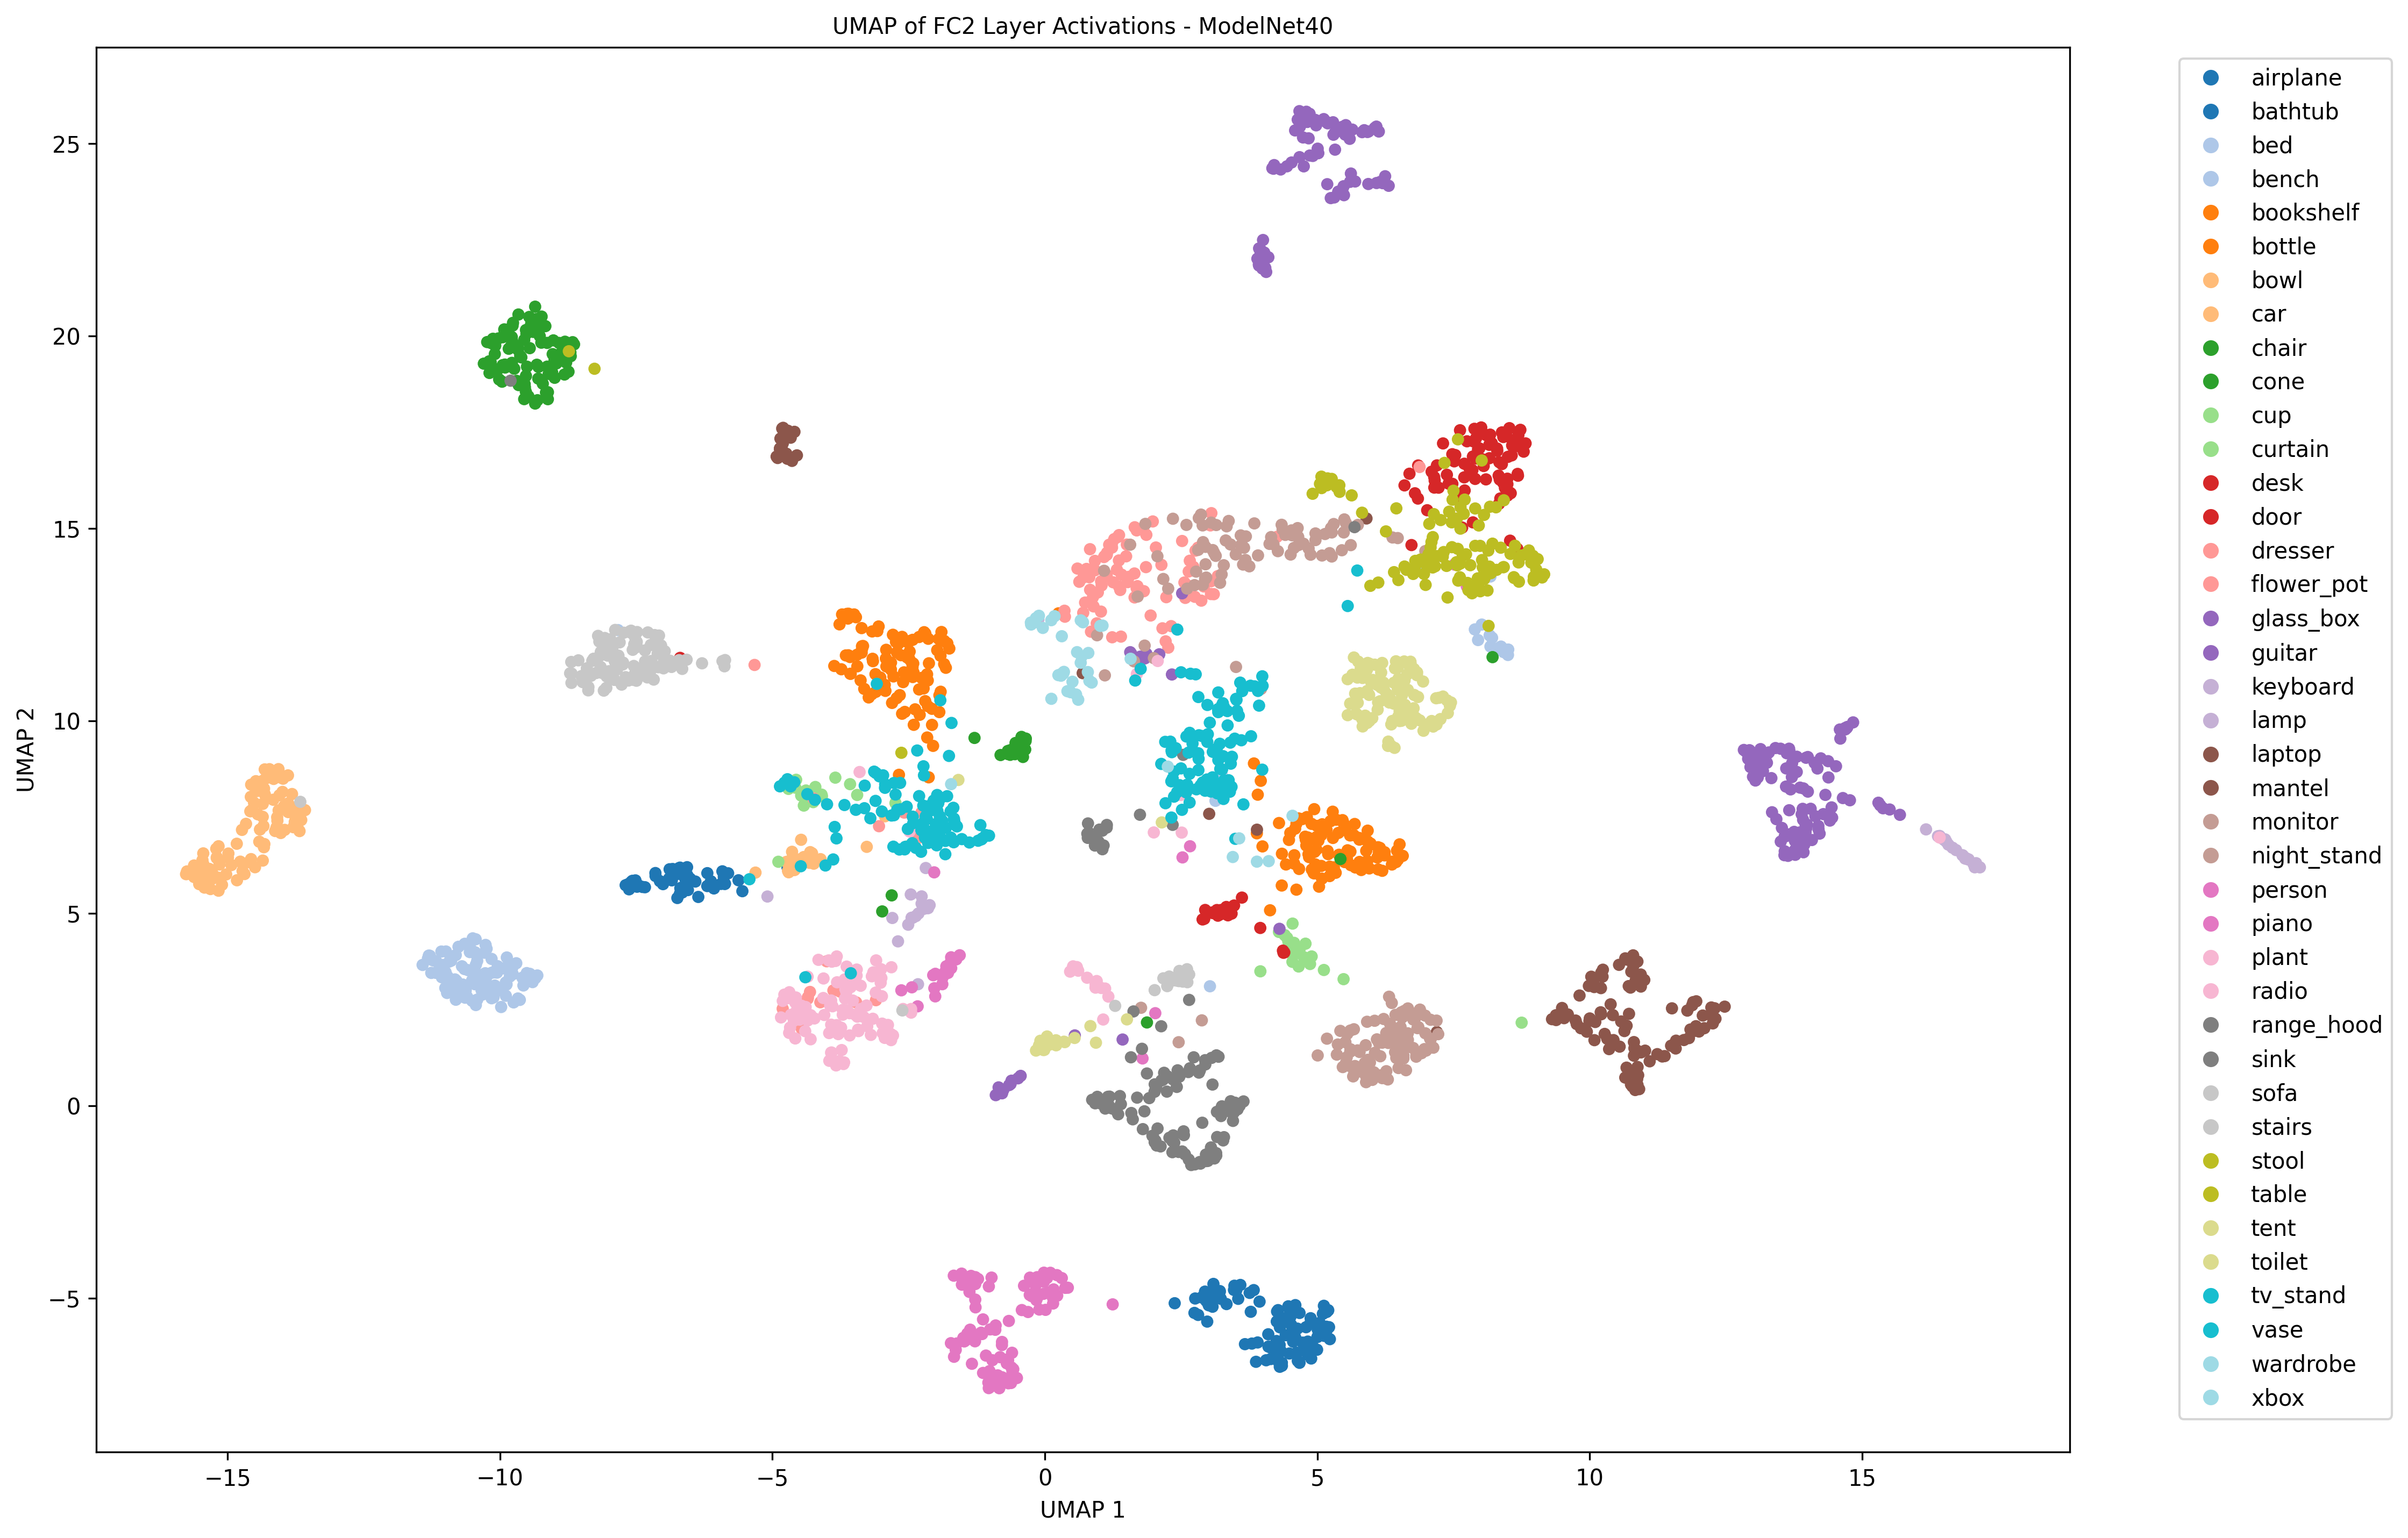 UMAP of FC2 Layer Activations - ModelNet40
25
20
15
10
5
0
−5
UMAP 2
−15
−10
−5
0
5
10
15
UMAP 1
airplane
bathtub
bed
bench
bookshelf
bottle
bowl
car
chair
cone
cup
curtain
desk
door
dresser
flower_pot
glass_box
guitar
keyboard
lamp
laptop
mantel
monitor
night_stand
person
piano
plant
radio
range_hood
sink
sofa
stairs
stool
table
tent
toilet
tv_stand
vase
wardrobe
xbox